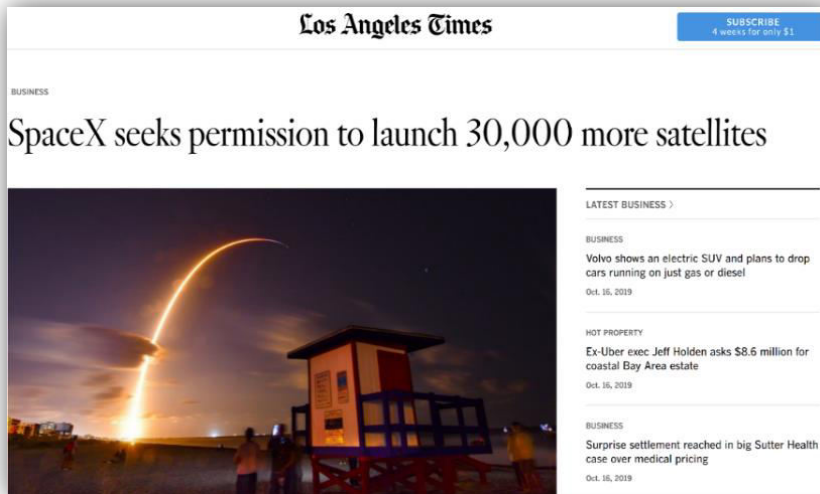 Los Angeles Times
SUBSCRIBE
4 weeks for only $1
BUSINESS
SpaceX seeks permission to launch 30,000 more satellites
LATEST BUSINESS >
BUSINESS
Volvo shows an electric SUV and plans to drop
cars running on just gas or diesel
Oct. 16, 2019
HOT PROPERTY
Ex-Uber exec Jeff Holden asks $8.6 million for
coastal Bay Area estate
Oct. 16, 2019
BUSINESS
Surprise settlement reached in big Sutter Health
case over medical pricing
Oct. 16, 2019